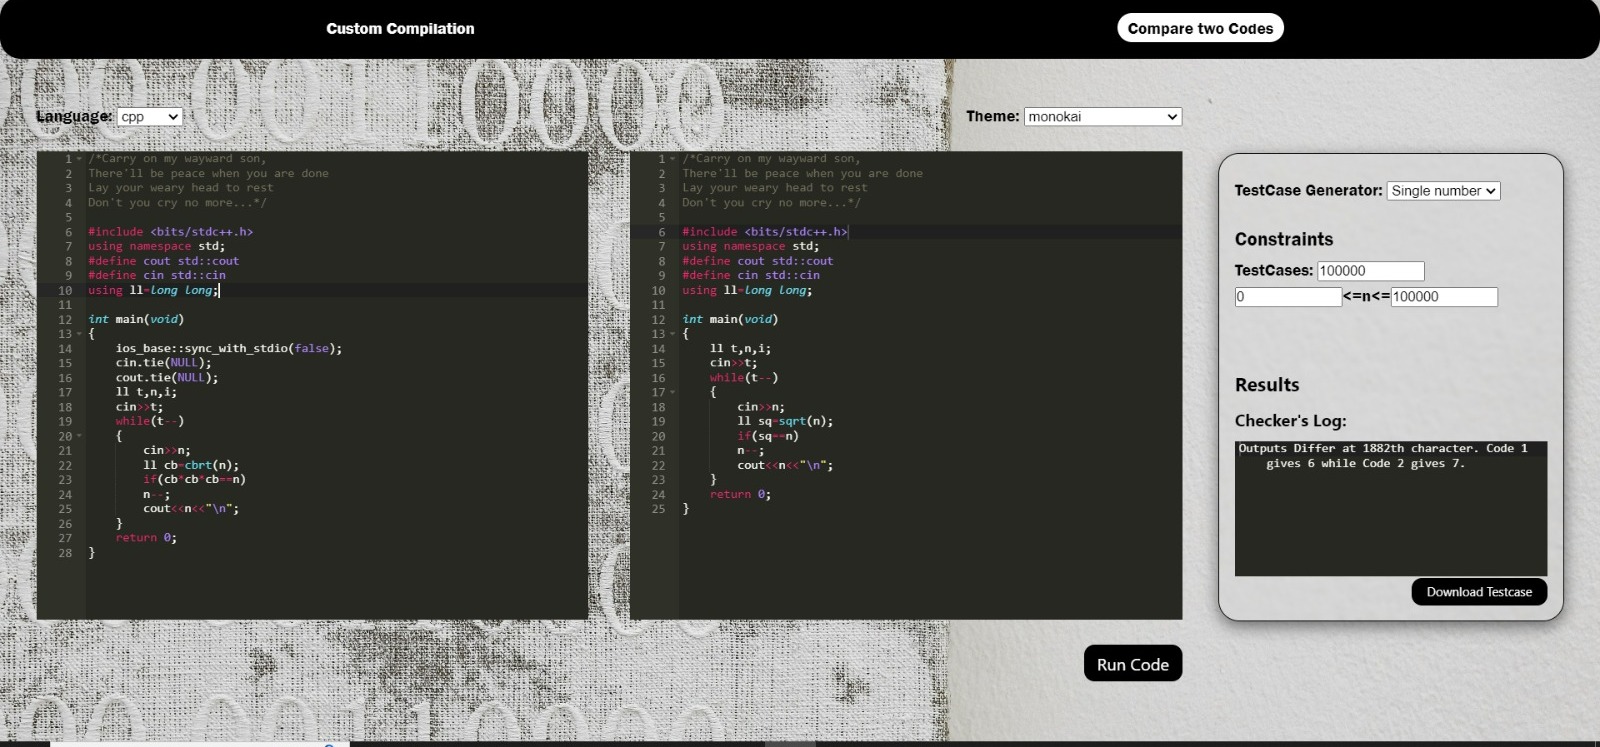 Custom Compilation
Compare two Codes
Language: cpp
Theme: monokai
1 /*Carry on my wayward son,
2 There'll be peace when you are done
3 Lay your weary head to rest
4 Don't you cry no more...*/
5
6 #include <bits/stdc++.h>
7 using namespace std;
8 #define cout std::cout
9 #define cin std::cin
10 using ll=long long;
11
12 int main(void)
13 {
14 ios_base::sync_with_stdio(false);
15 cin.tie(NULL);
16 cout.tie(NULL);
17 ll t,n,i;
18 cin>>t;
19 while(t--)
20 {
21 cin>>n;
22 ll cb=cbrt(n);
23 if(cb*cb*cb==n)
24 n--;
25 cout<<n<<"\n";
26 }
27 return 0;
28 }
1 /*Carry on my wayward son,
2 There'll be peace when you are done
3 Lay your weary head to rest
4 Don't you cry no more...*/
5
6 #include <bits/stdc++.h>
7 using namespace std;
8 #define cout std::cout
9 #define cin std::cin
10 using ll=long long;
11
12 int main(void)
13 {
14 ll t,n,i;
15 cin>>t;
16 while(t--)
17 {
18 cin>>n;
19 ll sq=sqrt(n);
20 if(sq==n)
21 n--;
22 cout<<n<<"\n";
23 }
24 return 0;
25 }
TestCase Generator: Single number
Constraints
TestCases: 100000
0 <=n<= 100000
Results
Checker's Log:
Outputs Differ at 1882th character. Code 1
gives 6 while Code 2 gives 7.
Download Testcase
Run Code